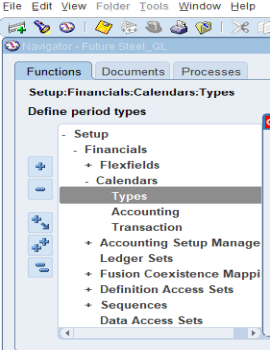 File Edit View Folder Tools Window Help
Navigator - Future Steel_GL
Functions Documents Processes
Setup:Financials:Calendars:Types
Define period types
- Setup
- Financials
+ Flexfields
- Calendars
Types
Accounting
Transaction
+ Accounting Setup Manage
Ledger Sets
+ Fusion Coexistence Mappi
+ Definition Access Sets
+ Sequences
Data Access Sets